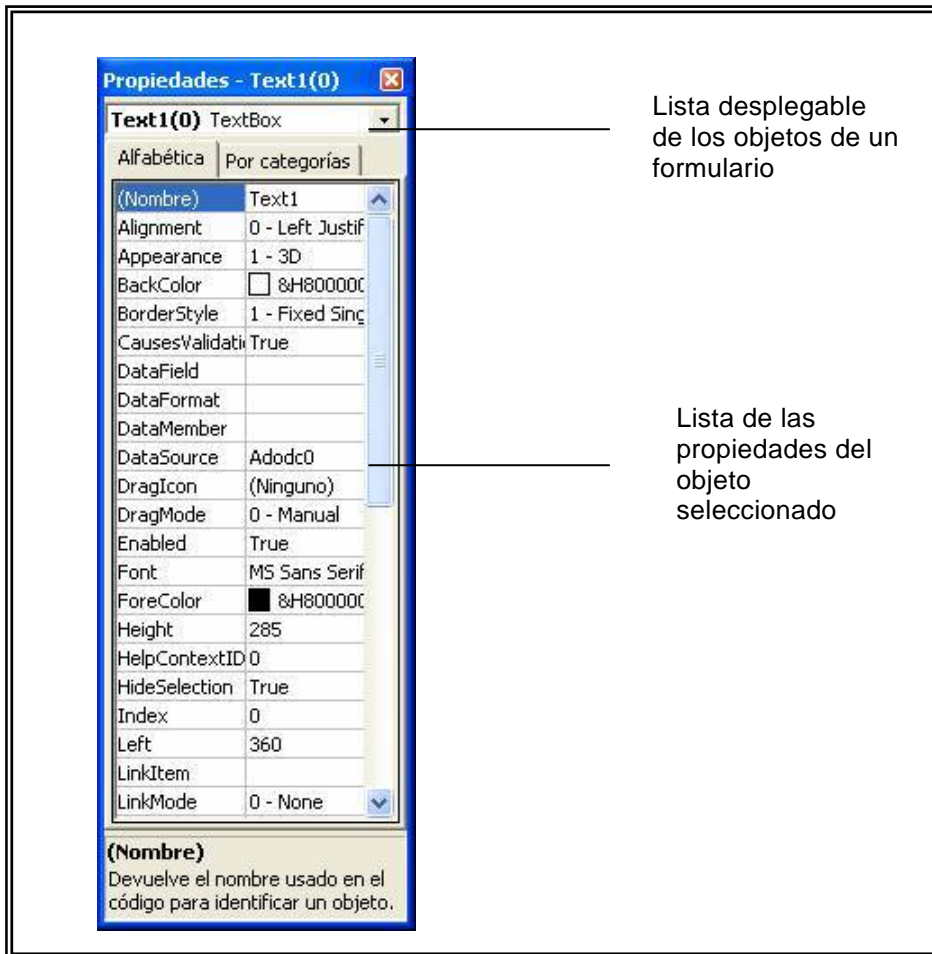 Propiedades - Text1(0)
Text1(0) TextBox
Alfabética Por categorías
(Nombre) Text1
Alignment 0 - Left Justif
Appearance 1 - 3D
BackColor &H800000
BorderStyle 1 - Fixed Sing
CausesValidati True
DataField
DataFormat
DataMember
DataSource Adodc0
DragIcon (Ninguno)
DragMode 0 - Manual
Enabled True
Font MS Sans Serif
ForeColor &H800000
Height 285
HelpContextID 0
HideSelection True
Index 0
Left 360
LinkItem
LinkMode 0 - None
(Nombre)
Devuelve el nombre usado en el
código para identificar un objeto.
Lista desplegable
de los objetos de un
formulario
Lista de las
propiedades del
objeto
seleccionado